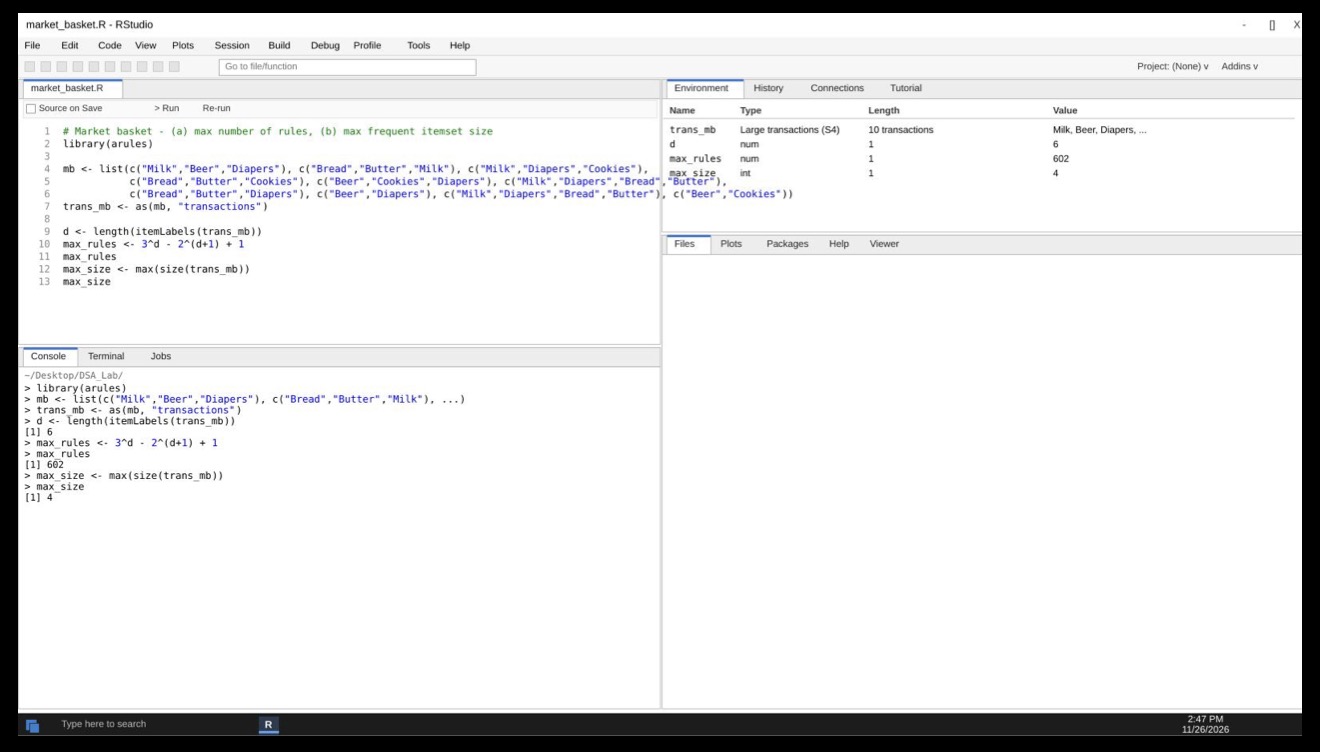 market_basket.R - RStudio
- [] X
File Edit Code View Plots Session Build Debug Profile Tools Help
Go to file/function
Project: (None) v Addins v
market_basket.R
Source on Save > Run Re-run
1 # Market basket - (a) max number of rules, (b) max frequent itemset size
2 library(arules)
3
4 mb <- list(c("Milk","Beer","Diapers"), c("Bread","Butter","Milk"), c("Milk","Diapers","Cookies"),
5 c("Bread","Butter","Cookies"), c("Beer","Cookies","Diapers"), c("Milk","Diapers","Bread","Butter"),
6 c("Bread","Butter","Diapers"), c("Beer","Diapers"), c("Milk","Diapers","Bread","Butter"), c("Beer","Cookies"))
7 trans_mb <- as(mb, "transactions")
8
9 d <- length(itemLabels(trans_mb))
10 max_rules <- 3^d - 2^(d+1) + 1
11 max_rules
12 max_size <- max(size(trans_mb))
13 max_size
Console Terminal Jobs
~/Desktop/DSA_Lab/
> library(arules)
> mb <- list(c("Milk","Beer","Diapers"), c("Bread","Butter","Milk"), ...)
> trans_mb <- as(mb, "transactions")
> d <- length(itemLabels(trans_mb))
[1] 6
> max_rules <- 3^d - 2^(d+1) + 1
> max_rules
[1] 602
> max_size <- max(size(trans_mb))
> max_size
[1] 4
Environment History Connections Tutorial
Name Type Length Value
trans_mb Large transactions (S4) 10 transactions Milk, Beer, Diapers, ...
d num 1 6
max_rules num 1 602
max_size int 1 4
Files Plots Packages Help Viewer
Type here to search
R
2:47 PM
11/26/2026